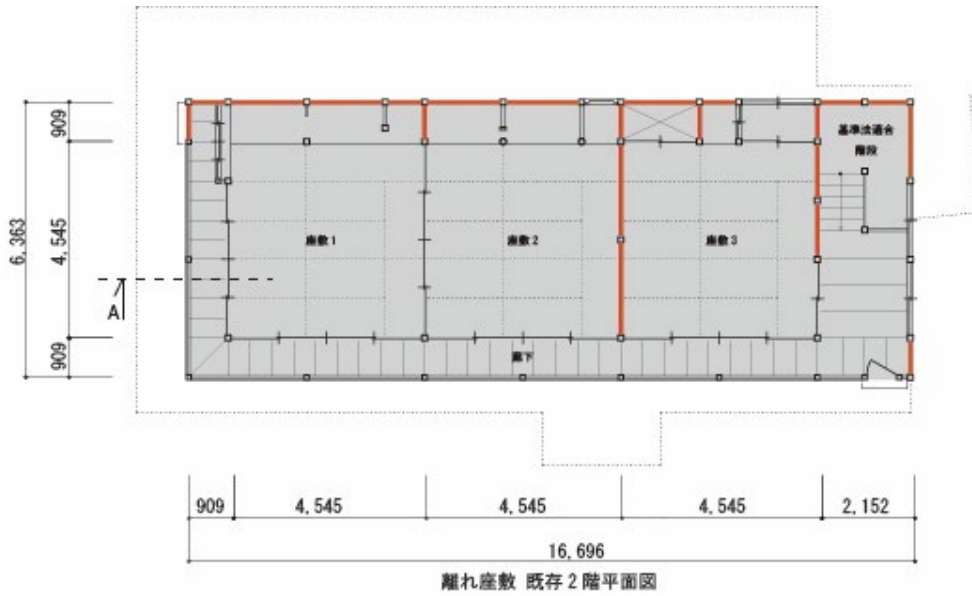 基準法適合
階段
909
6,363
4,545
909
座敷1
座敷2
座敷3
A
廊下
909
4,545
4,545
4,545
2,152
16,696
離れ座敷 既存2階平面図